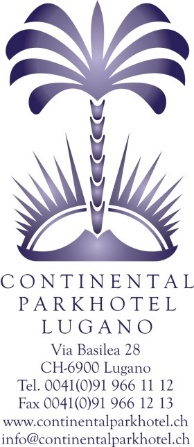 CONTINENTAL
PARKHOTEL
LUGANO
Via Basilea 28
CH-6900 Lugano
Tel. 0041(0)91 966 11 12
Fax 0041(0)91 966 12 13
www.continentalparkhotel.ch
info@continentalparkhotel.ch